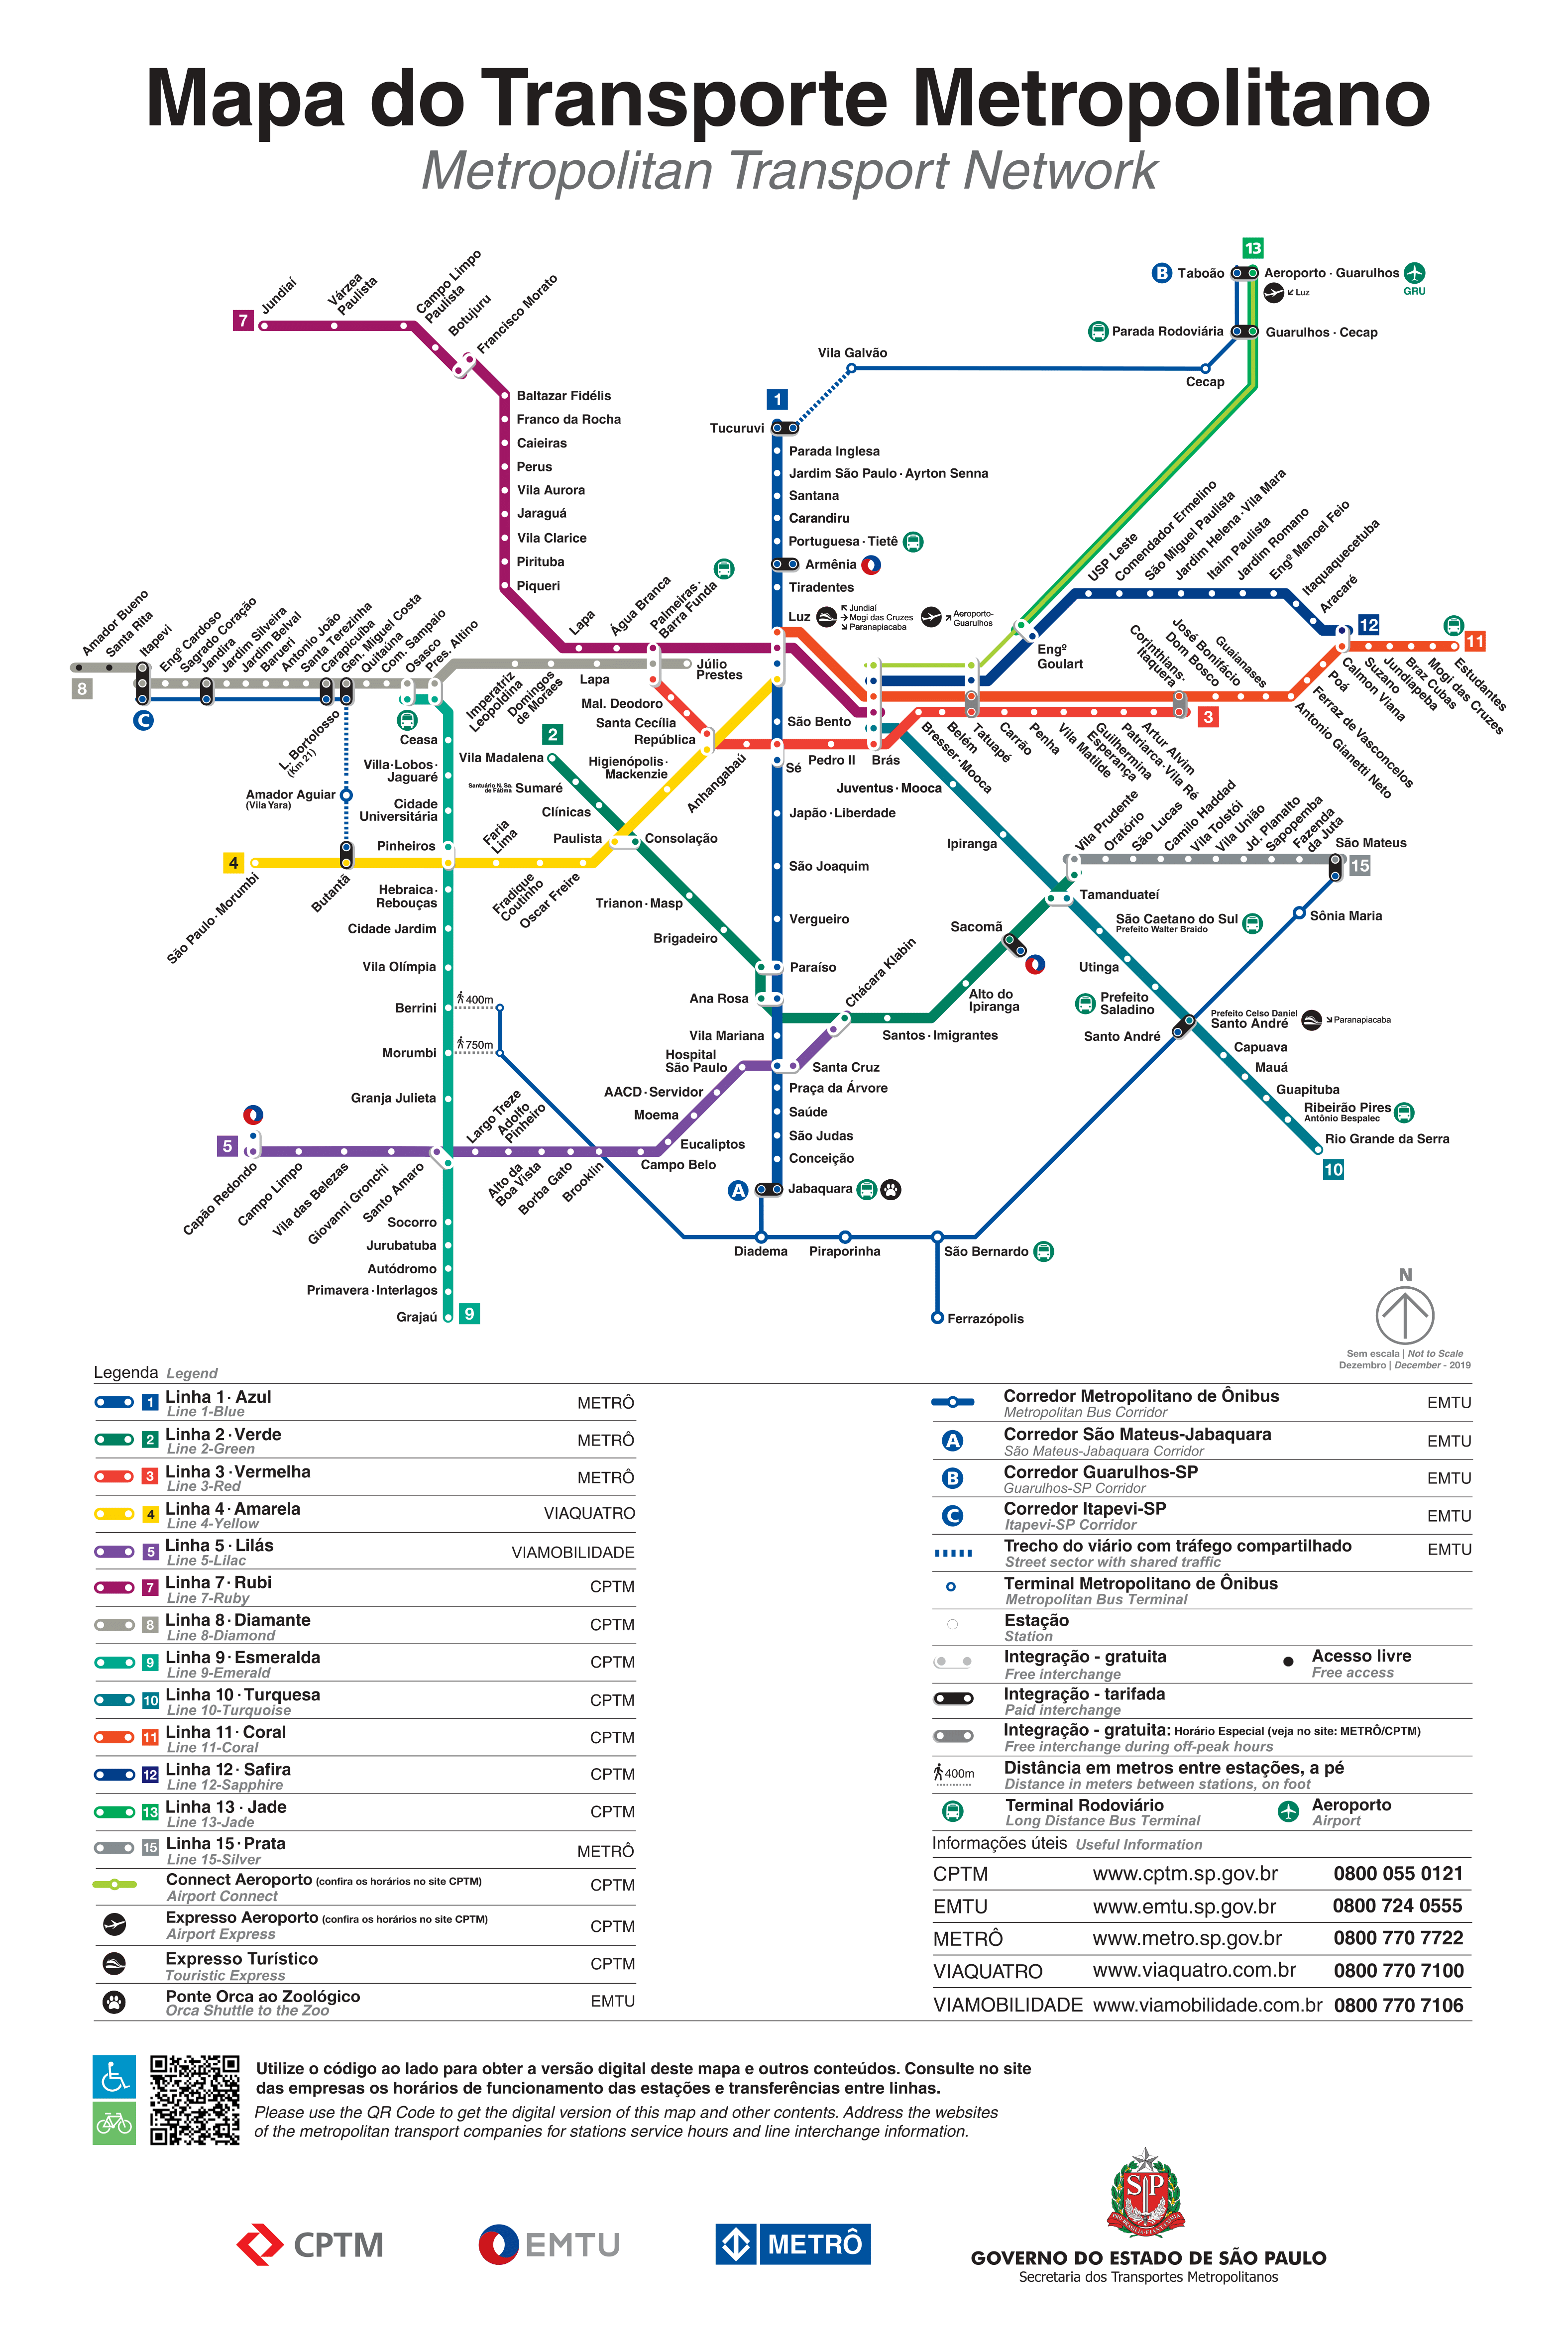 Mapa do Transporte Metropolitano
Metropolitan Transport Network
7
Jundiaí
Várzea
Paulista
Campo Limpo
Paulista
Botujuru
Francisco Morato
Baltazar Fidélis
Franco da Rocha
Caieiras
Perus
Vila Aurora
Jaraguá
Vila Clarice
Pirituba
Piqueri
Lapa
Água Branca
Palmeiras ·
Barra Funda
13
B
Taboão
Aeroporto · Guarulhos
GRU
Luz
Parada Rodoviária
Guarulhos · Cecap
Vila Galvão
Cecap
1
Tucuruvi
Parada Inglesa
Jardim São Paulo · Ayrton Senna
Santana
Carandiru
Portuguesa · Tietê
Armênia
Tiradentes
Luz
Jundiaí
Mogi das Cruzes
Paranapiacaba
Aeroporto-
Guarulhos
São Bento
Sé
Japão · Liberdade
São Joaquim
Vergueiro
Paraíso
Ana Rosa
Vila Mariana
Santa Cruz
Praça da Árvore
Saúde
São Judas
Conceição
A
Jabaquara
Amador Bueno
Santa Rita
Itapevi
Engº Cardoso
Sagrado Coração
Jandira
Jardim Silveira
Jardim Belval
Barueri
Antonio João
Santa Terezinha
Carapicuíba
Gen. Miguel Costa
Quitaúna
Com. Sampaio
Osasco
Pres. Altino
8
C
Imperatriz
Leopoldina
Domingos
de Moraes
Lapa
Júlio
Prestes
L. Bortolosso
(Km 21)
Amador Aguiar
(Vila Yara)
Butantã
Ceasa
Villa-Lobos ·
Jaguaré
Cidade
Universitária
Pinheiros
Hebraica ·
Rebouças
Cidade Jardim
Vila Olímpia
Berrini
400m
Morumbi
750m
Granja Julieta
Socorro
Jurubatuba
Autódromo
Primavera · Interlagos
Grajaú
9
4
São Paulo · Morumbi
Faria
Lima
Fradique
Coutinho
Oscar Freire
Paulista
Higienópolis ·
Mackenzie
República
2
Vila Madalena
Santuário N. Sa.
de Fátima
Sumaré
Clínicas
Consolação
Trianon · Masp
Brigadeiro
Chácara Klabin
Santos · Imigrantes
Alto do
Ipiranga
Sacomã
Tamanduateí
Mal. Deodoro
Santa Cecília
Anhangabaú
Pedro II
Brás
Bresser · Mooca
Belém
Tatuapé
Carrão
Penha
Vila Matilde
Guilhermina
Esperança
Patriarca · Vila Ré
Artur Alvim
Corinthians-
Itaquera
3
Dom Bosco
José Bonifácio
Guaianases
Antonio Gianetti Neto
Ferraz de Vasconcelos
Poá
Calmon Viana
Suzano
Jundiapeba
Braz Cubas
Mogi das Cruzes
Estudantes
11
Engº
Goulart
USP Leste
Comendador Ermelino
São Miguel Paulista
Jardim Helena · Vila Mara
Itaim Paulista
Jardim Romano
Engº Manoel Feio
Itaquaquecetuba
Aracaré
12
Juventus · Mooca
Ipiranga
São Caetano do Sul
Prefeito Walter Braido
Utinga
Prefeito
Saladino
Prefeito Celso Daniel
Santo André
Paranapiacaba
Santo André
Capuava
Mauá
Guapituba
Ribeirão Pires
Antônio Bespalec
Rio Grande da Serra
10
Vila Prudente
Oratório
São Lucas
Camilo Haddad
Vila Tolstói
Vila União
Jd. Planalto
Sapopemba
Fazenda
da Juta
São Mateus
15
Sônia Maria
5
Capão Redondo
Campo Limpo
Vila das Belezas
Giovanni Gronchi
Santo Amaro
Largo Treze
Adolfo
Pinheiro
Alto da
Boa Vista
Borba Gato
Brooklin
Campo Belo
Eucaliptos
Moema
AACD · Servidor
Hospital
São Paulo
Diadema
Piraporinha
São Bernardo
Ferrazópolis
N
Sem escala | Not to Scale
Dezembro | December - 2019
Legenda Legend
1 Linha 1 · Azul METRÔ
Line 1-Blue
2 Linha 2 · Verde METRÔ
Line 2-Green
3 Linha 3 · Vermelha METRÔ
Line 3-Red
4 Linha 4 · Amarela VIAQUATRO
Line 4-Yellow
5 Linha 5 · Lilás VIAMOBILIDADE
Line 5-Lilac
7 Linha 7 · Rubi CPTM
Line 7-Ruby
8 Linha 8 · Diamante CPTM
Line 8-Diamond
9 Linha 9 · Esmeralda CPTM
Line 9-Emerald
10 Linha 10 · Turquesa CPTM
Line 10-Turquoise
11 Linha 11 · Coral CPTM
Line 11-Coral
12 Linha 12 · Safira CPTM
Line 12-Sapphire
13 Linha 13 · Jade CPTM
Line 13-Jade
15 Linha 15 · Prata METRÔ
Line 15-Silver
Connect Aeroporto (confira os horários no site CPTM) CPTM
Airport Connect
Expresso Aeroporto (confira os horários no site CPTM) CPTM
Airport Express
Expresso Turístico CPTM
Touristic Express
Ponte Orca ao Zoológico EMTU
Orca Shuttle to the Zoo
Corredor Metropolitano de Ônibus EMTU
Metropolitan Bus Corridor
A Corredor São Mateus-Jabaquara EMTU
São Mateus-Jabaquara Corridor
B Corredor Guarulhos-SP EMTU
Guarulhos-SP Corridor
C Corredor Itapevi-SP EMTU
Itapevi-SP Corridor
Trecho do viário com tráfego compartilhado EMTU
Street sector with shared traffic
Terminal Metropolitano de Ônibus
Metropolitan Bus Terminal
Estação
Station
Integração - gratuita Acesso livre
Free interchange Free access
Integração - tarifada
Paid interchange
Integração - gratuita: Horário Especial (veja no site: METRÔ/CPTM)
Free interchange during off-peak hours
400m Distância em metros entre estações, a pé
Distance in meters between stations, on foot
Terminal Rodoviário Aeroporto
Long Distance Bus Terminal Airport
Informações úteis Useful Information
CPTM www.cptm.sp.gov.br 0800 055 0121
EMTU www.emtu.sp.gov.br 0800 724 0555
METRÔ www.metro.sp.gov.br 0800 770 7722
VIAQUATRO www.viaquatro.com.br 0800 770 7100
VIAMOBILIDADE www.viamobilidade.com.br 0800 770 7106
Utilize o código ao lado para obter a versão digital deste mapa e outros conteúdos. Consulte no site
das empresas os horários de funcionamento das estações e transferências entre linhas.
Please use the QR Code to get the digital version of this map and other contents. Address the websites
of the metropolitan transport companies for stations service hours and line interchange information.
CPTM
EMTU
METRÔ
SP
GOVERNO DO ESTADO DE SÃO PAULO
Secretaria dos Transportes Metropolitanos